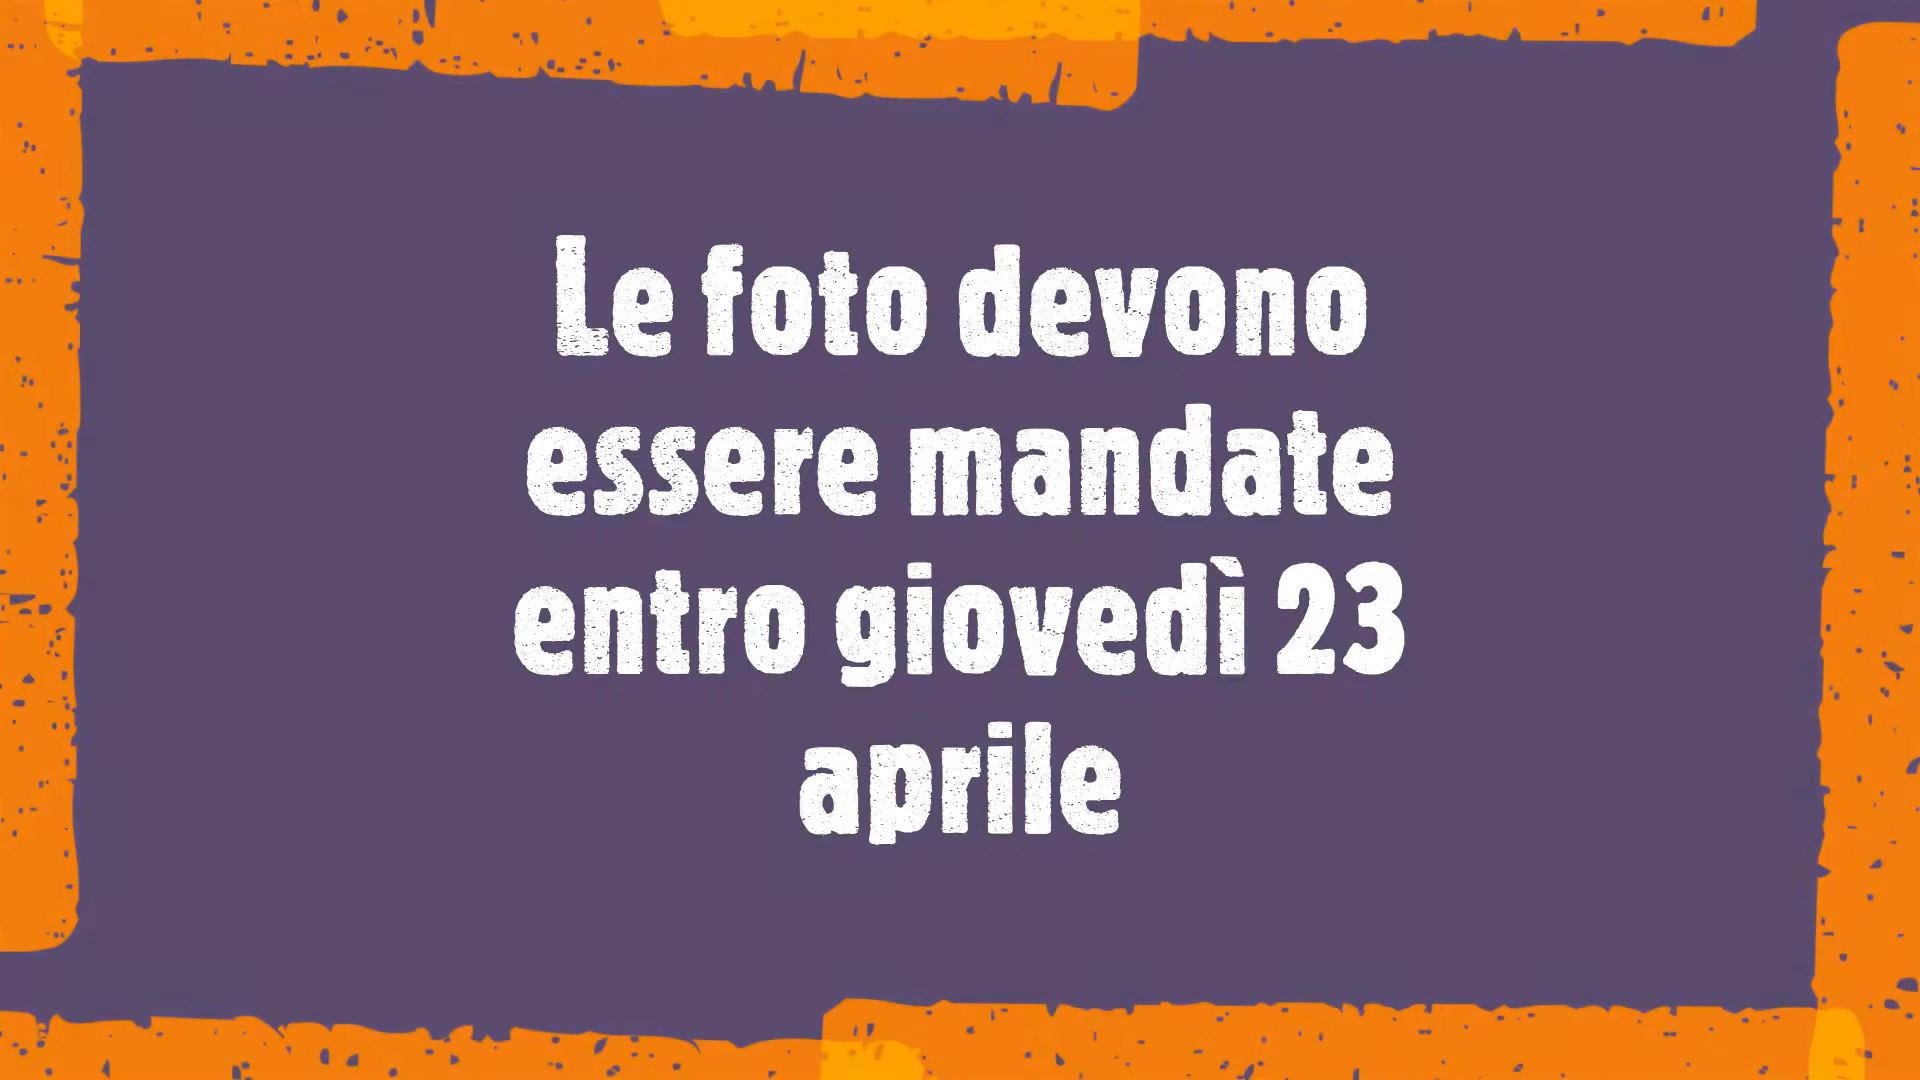 Le foto devono
essere mandate
entro giovedì 23
aprile